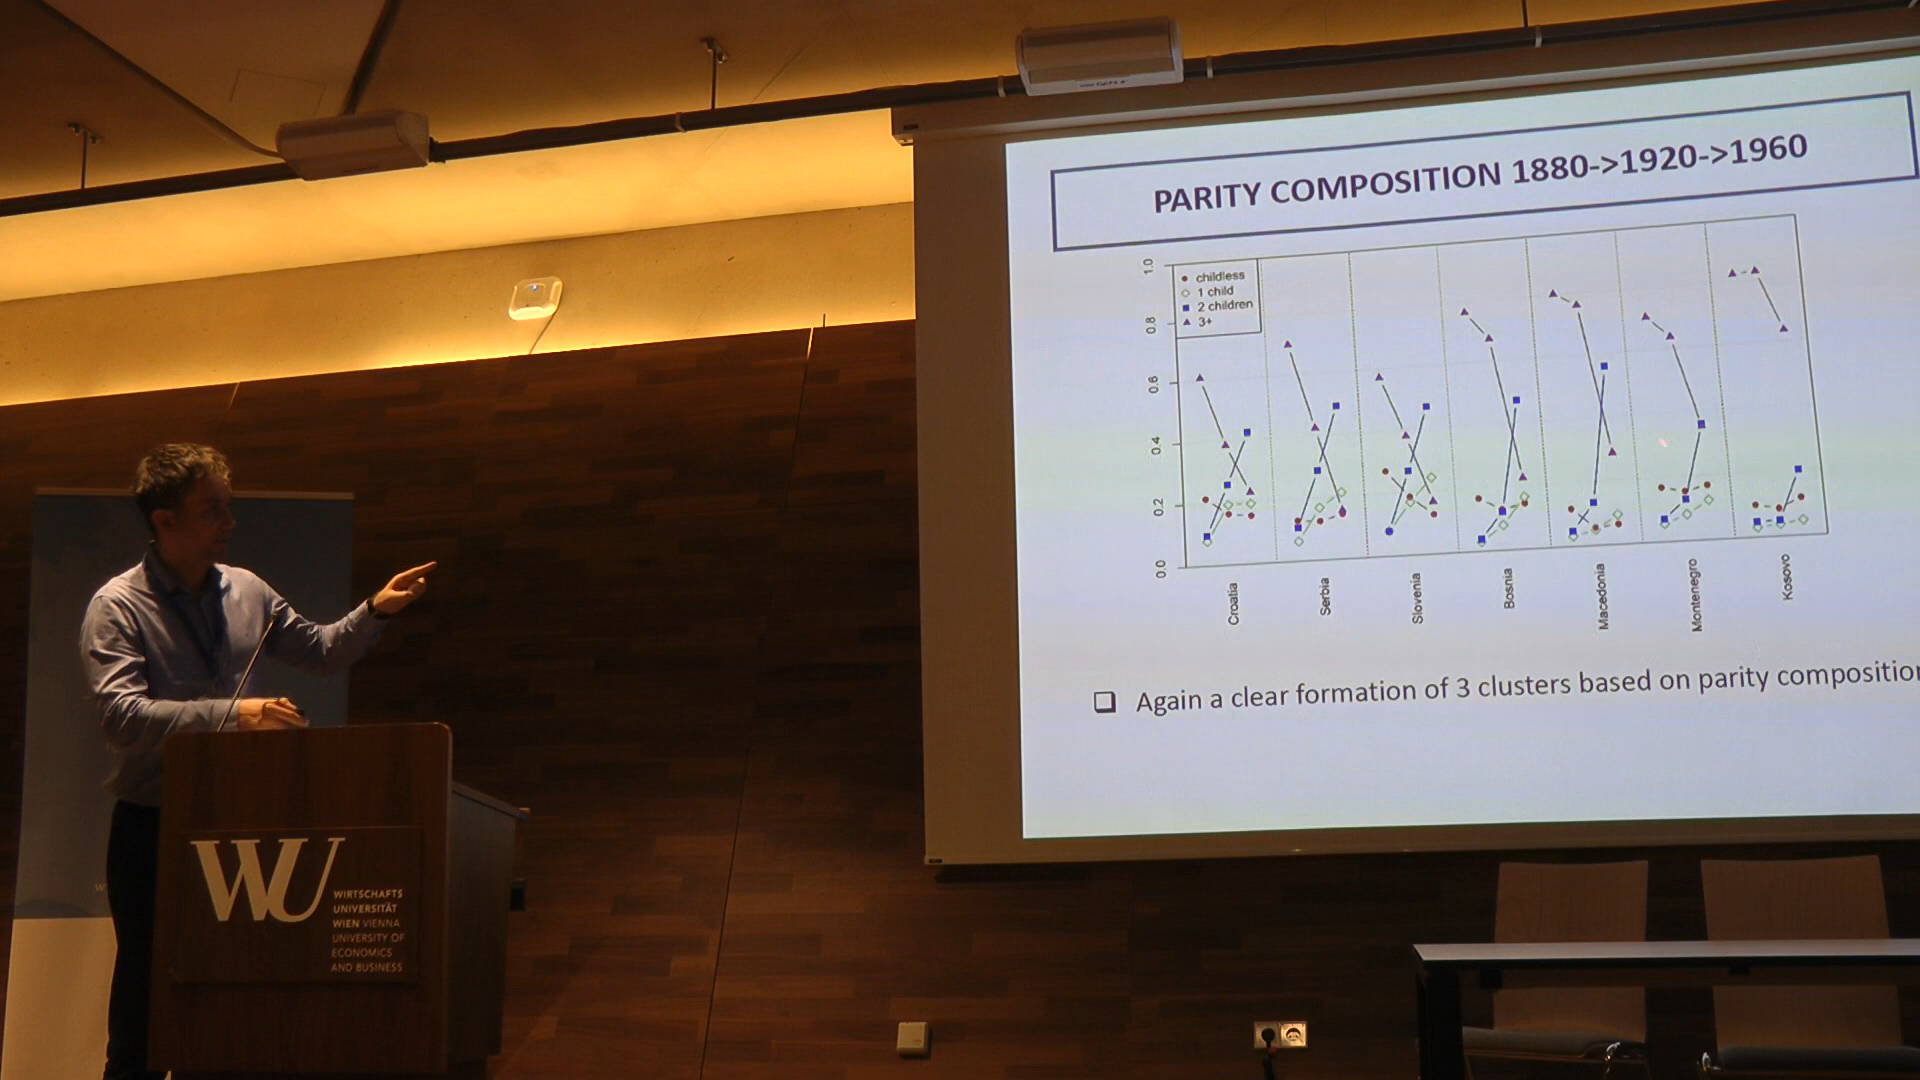 PARITY COMPOSITION 1880->1920->1960
childless
1 child
2 children
3+
1.0
0.8
0.6
0.4
0.2
0.0
Croatia
Serbia
Slovenia
Bosnia
Macedonia
Montenegro
Kosovo
Again a clear formation of 3 clusters based on parity composition
WU
WIRTSCHAFTS
UNIVERSITÄT
WIEN VIENNA
UNIVERSITY OF
ECONOMICS
AND BUSINESS